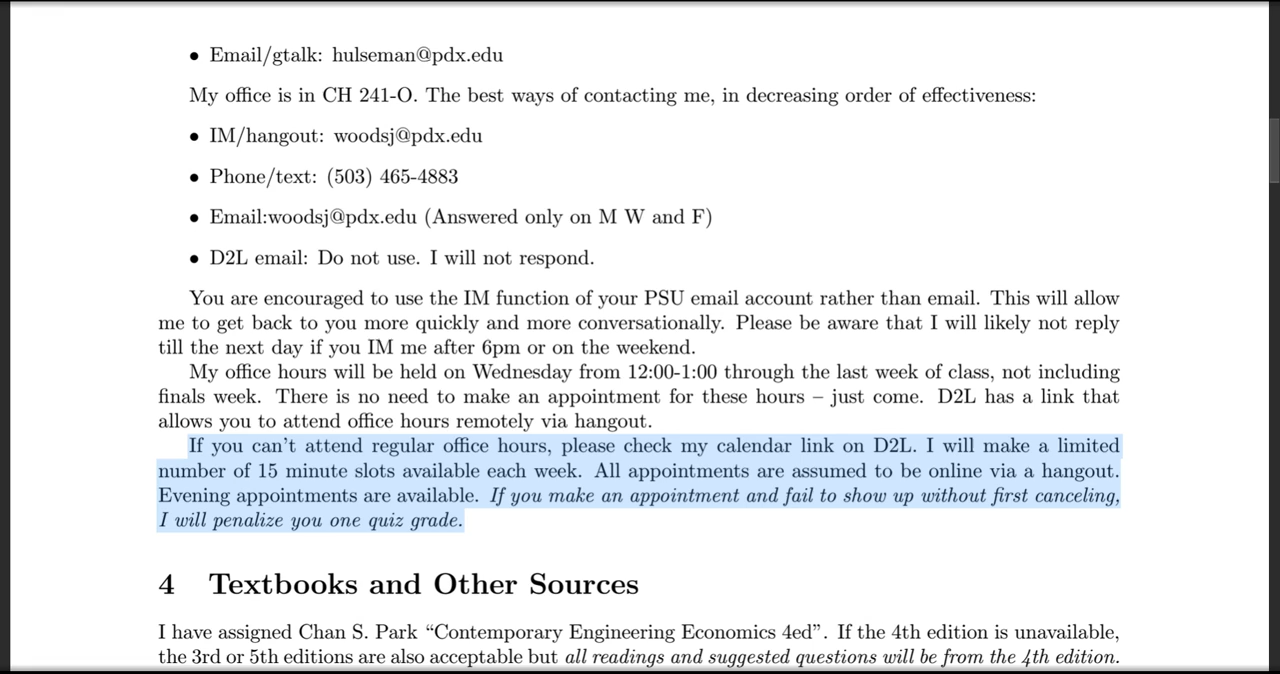 • Email/gtalk: hulseman@pdx.edu
My office is in CH 241-O. The best ways of contacting me, in decreasing order of effectiveness:
• IM/hangout: woodsj@pdx.edu
• Phone/text: (503) 465-4883
• Email:woodsj@pdx.edu (Answered only on M W and F)
• D2L email: Do not use. I will not respond.
You are encouraged to use the IM function of your PSU email account rather than email. This will allow
me to get back to you more quickly and more conversationally. Please be aware that I will likely not reply
till the next day if you IM me after 6pm or on the weekend.
My office hours will be held on Wednesday from 12:00-1:00 through the last week of class, not including
finals week. There is no need to make an appointment for these hours – just come. D2L has a link that
allows you to attend office hours remotely via hangout.
If you can't attend regular office hours, please check my calendar link on D2L. I will make a limited
number of 15 minute slots available each week. All appointments are assumed to be online via a hangout.
Evening appointments are available. If you make an appointment and fail to show up without first canceling,
I will penalize you one quiz grade.
4 Textbooks and Other Sources
I have assigned Chan S. Park “Contemporary Engineering Economics 4ed”. If the 4th edition is unavailable,
the 3rd or 5th editions are also acceptable but all readings and suggested questions will be from the 4th edition.